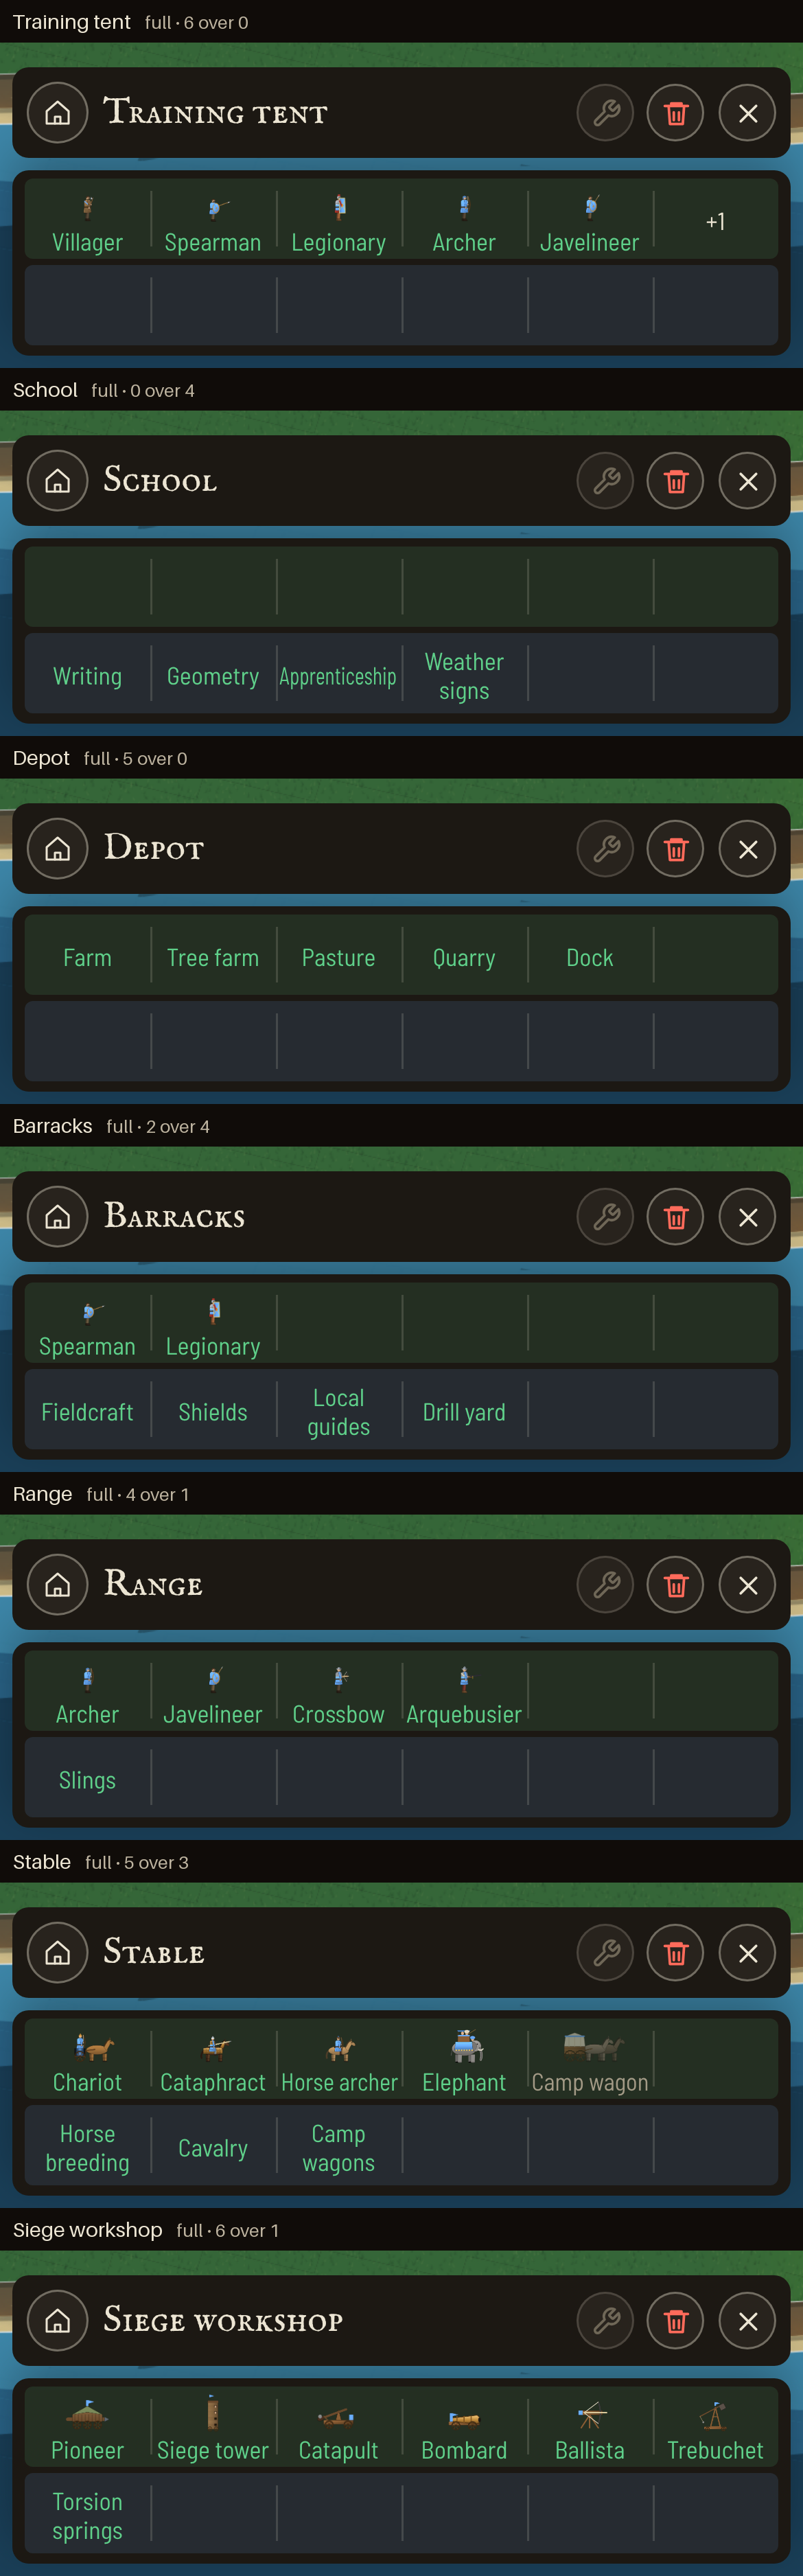 Training tent full · 6 over 0
Training tent
Villager Spearman Legionary Archer Javelineer +1
School full · 0 over 4
School
Writing Geometry Apprenticeship Weather signs
Depot full · 5 over 0
Depot
Farm Tree farm Pasture Quarry Dock
Barracks full · 2 over 4
Barracks
Spearman Legionary
Fieldcraft Shields Local guides Drill yard
Range full · 4 over 1
Range
Archer Javelineer Crossbow Arquebusier
Slings
Stable full · 5 over 3
Stable
Chariot Cataphract Horse archer Elephant Camp wagon
Horse breeding Cavalry Camp wagons
Siege workshop full · 6 over 1
Siege workshop
Pioneer Siege tower Catapult Bombard Ballista Trebuchet
Torsion springs